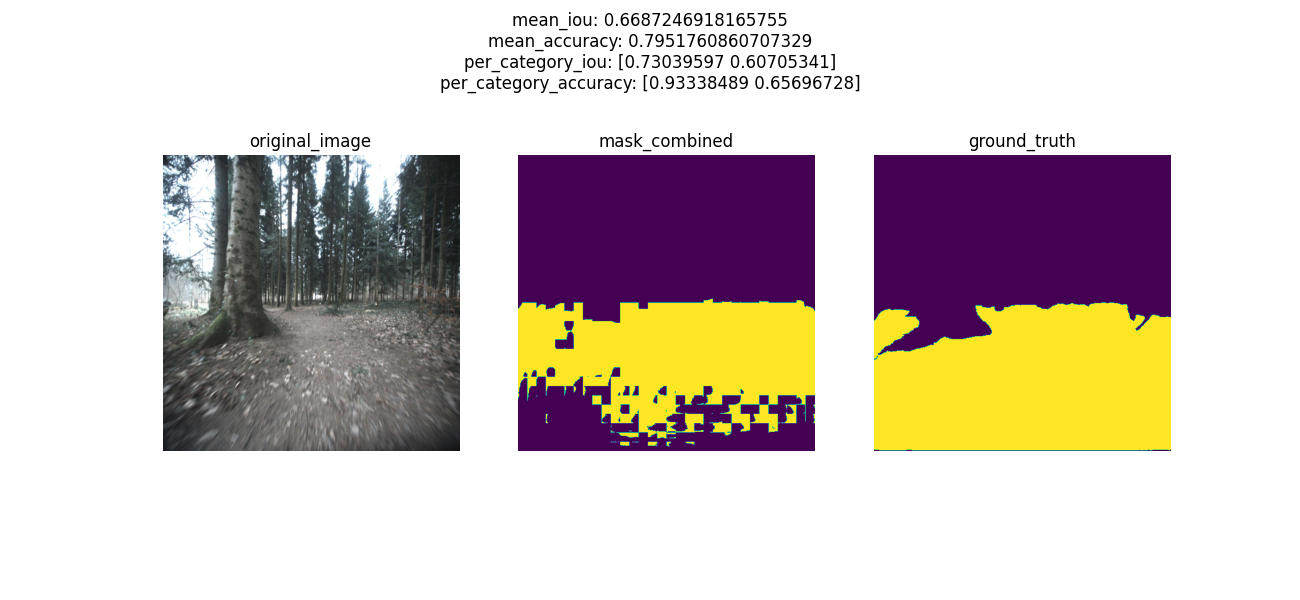 mean_iou: 0.6687246918165755
mean_accuracy: 0.7951760860707329
per_category_iou: [0.73039597 0.60705341]
per_category_accuracy: [0.93338489 0.65696728]
original_image
mask_combined
ground_truth